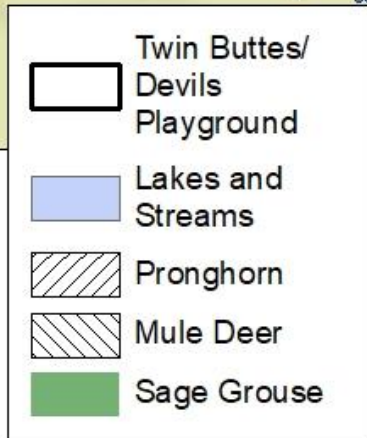 Twin Buttes/
Devils
Playground
Lakes and
Streams
Pronghorn
Mule Deer
Sage Grouse